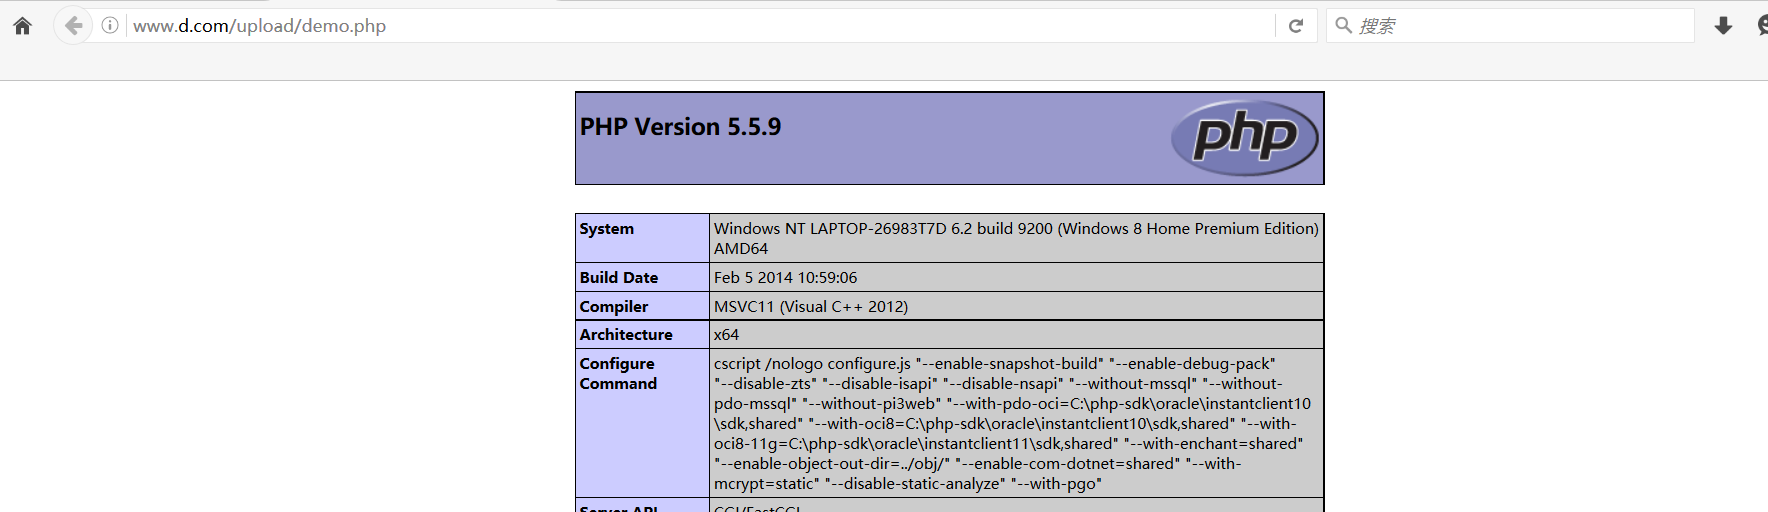 www.d.com/upload/demo.php
搜索
PHP Version 5.5.9
php
System
Windows NT LAPTOP-26983T7D 6.2 build 9200 (Windows 8 Home Premium Edition)
AMD64
Build Date
Feb 5 2014 10:59:06
Compiler
MSVC11 (Visual C++ 2012)
Architecture
x64
Configure
Command
cscript /nologo configure.js "--enable-snapshot-build" "--enable-debug-pack"
"--disable-zts" "--disable-isapi" "--disable-nsapi" "--without-mssql" "--without-
pdo-mssql" "--without-pi3web" "--with-pdo-oci=C:\php-sdk\oracle\instantclient10
\sdk,shared" "--with-oci8=C:\php-sdk\oracle\instantclient10\sdk,shared" "--with-
oci8-11g=C:\php-sdk\oracle\instantclient11\sdk,shared" "--with-enchant=shared"
"--enable-object-out-dir=../obj/" "--enable-com-dotnet=shared" "--with-
mcrypt=static" "--disable-static-analyze" "--with-pgo"
Server API
CGI/FastCGI